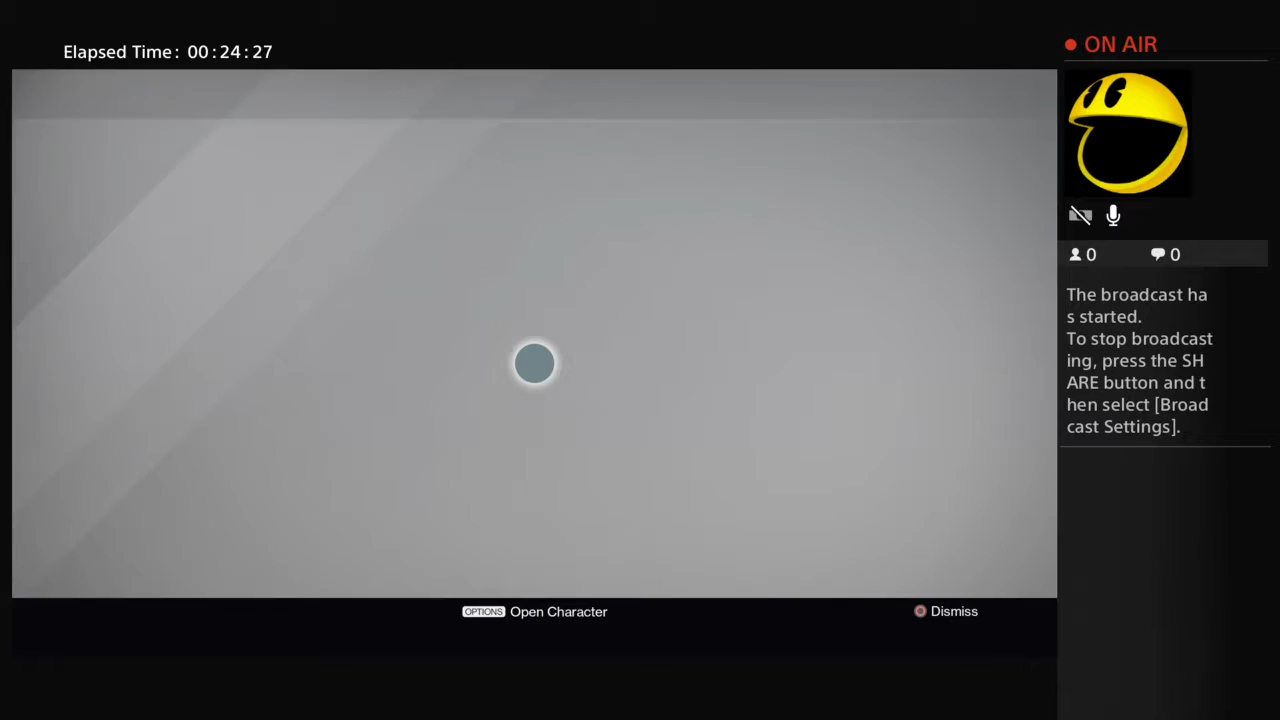 Elapsed Time: 00:24:27
ON AIR
0 0
The broadcast ha
s started.
To stop broadcast
ing, press the SH
ARE button and t
hen select [Broad
cast Settings].
OPTIONS Open Character
Dismiss